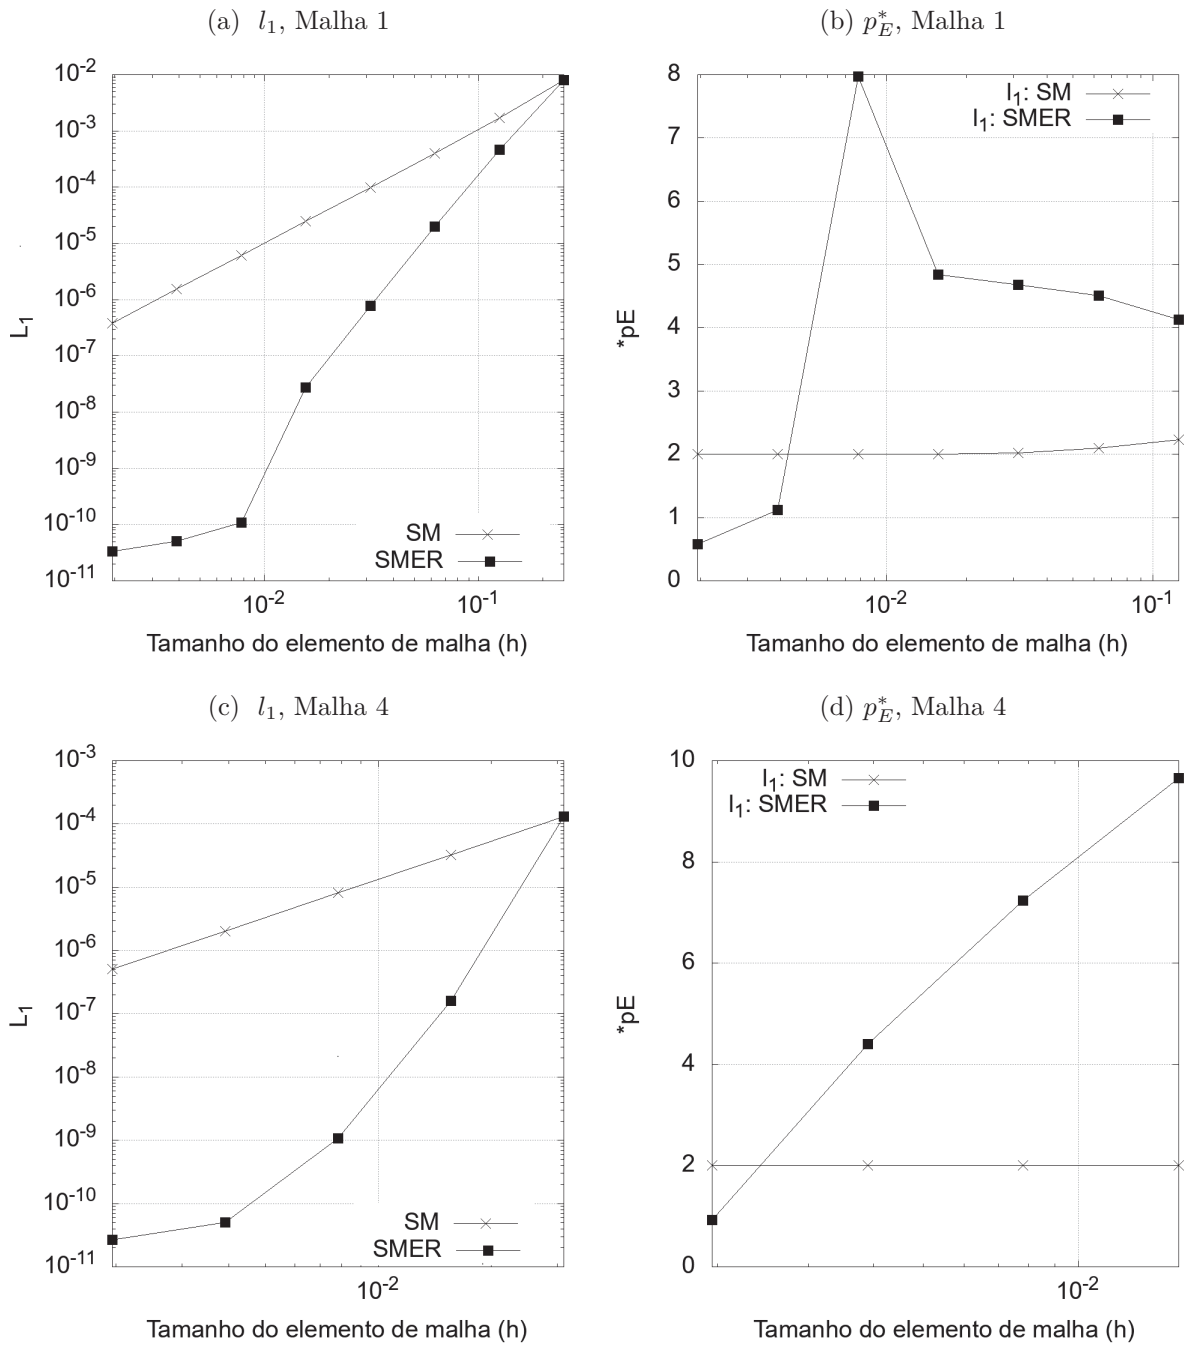 (a) l₁, Malha 1
10⁻²
10⁻³
10⁻⁴
10⁻⁵
10⁻⁶
10⁻⁷
10⁻⁸
10⁻⁹
10⁻¹⁰
10⁻¹¹
L₁
SM
SMER
10⁻² 10⁻¹
Tamanho do elemento de malha (h)
(b) p*_E, Malha 1
8
7
6
5
4
3
2
1
0
*pE
l₁: SM
l₁: SMER
10⁻² 10⁻¹
Tamanho do elemento de malha (h)
(c) l₁, Malha 4
10⁻³
10⁻⁴
10⁻⁵
10⁻⁶
10⁻⁷
10⁻⁸
10⁻⁹
10⁻¹⁰
10⁻¹¹
L₁
SM
SMER
10⁻²
Tamanho do elemento de malha (h)
(d) p*_E, Malha 4
10
8
6
4
2
0
*pE
l₁: SM
l₁: SMER
10⁻²
Tamanho do elemento de malha (h)